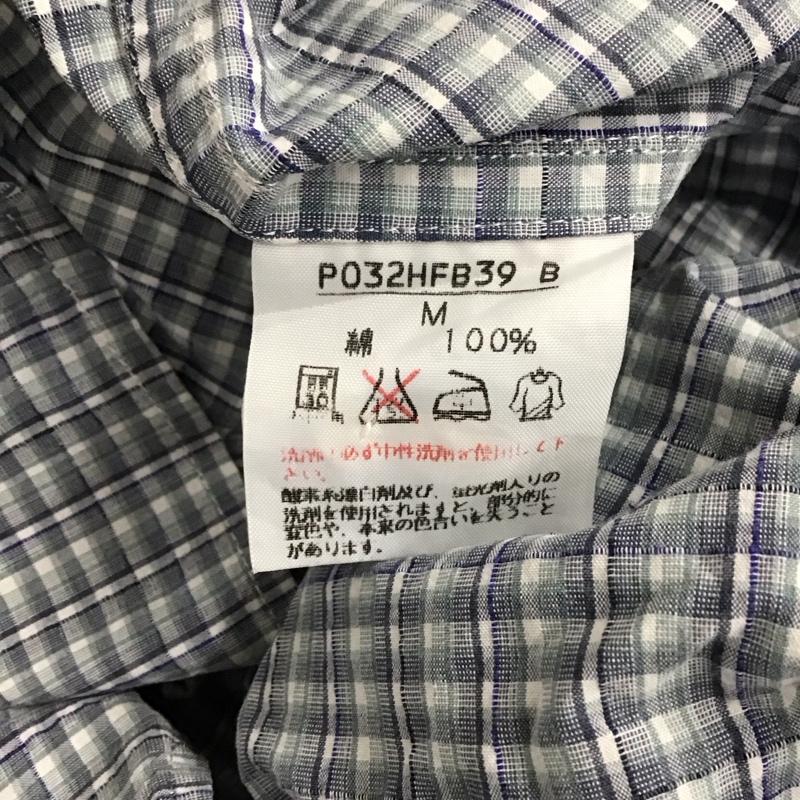 P032HFB39 B
M
綿 100%
洗剤は必ず中性洗剤を使用して下
さい。
酸素系漂白剤及び、蛍光剤入りの
洗剤を使用されますと、部分的に
変色や、本来の色合いを失うこと
があります。